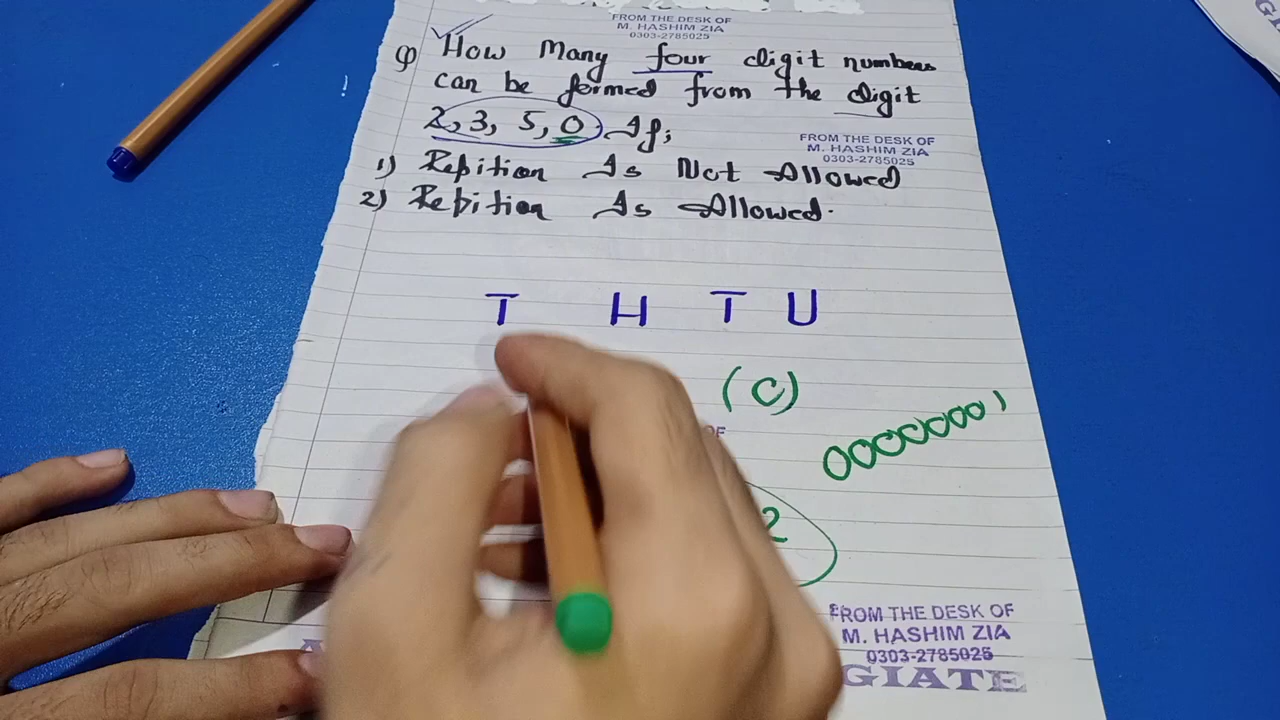 FROM THE DESK OF
M. HASHIM ZIA
0303-2785025
Q How Many four digit numbers
can be formed from the digit
2, 3, 5, 0. If;
FROM THE DESK OF
M. HASHIM ZIA
0303-2785025
1) Repition Is Not Allowed
2) Repition Is Allowed.
T H T U
(C)
0000000)
OF
2
FROM THE DESK OF
M. HASHIM ZIA
0303-2785025
GIATE